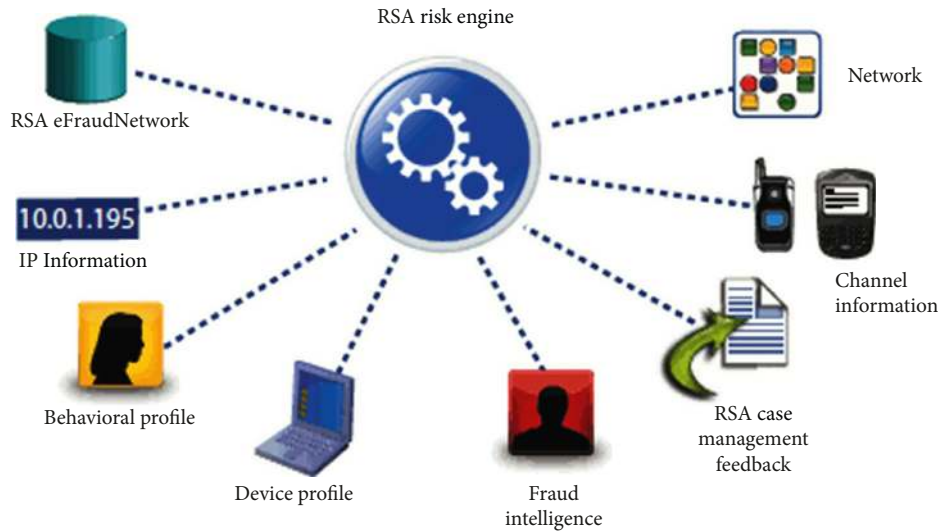 RSA risk engine
RSA eFraudNetwork
Network
10.0.1.195
IP Information
Channel
information
Behavioral profile
RSA case
management
feedback
Device profile
Fraud
intelligence